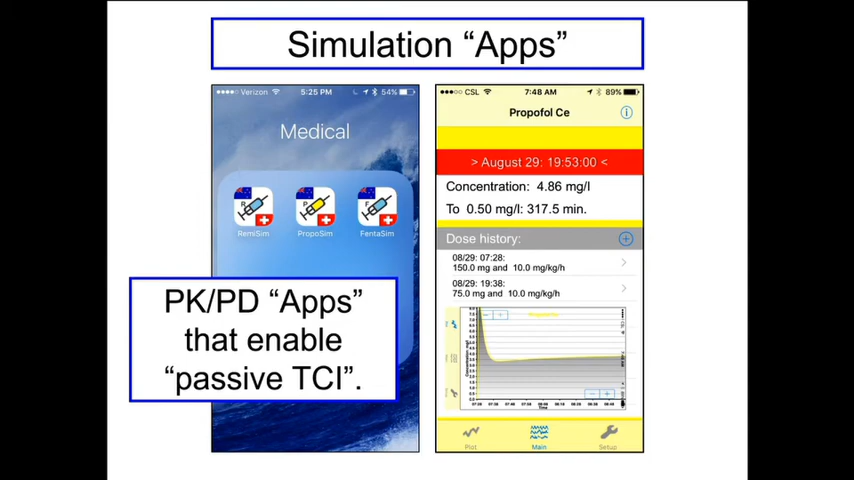 Simulation “Apps”
Verizon 5:25 PM 54%
Medical
RemiSim PropoSim FentaSim
PK/PD “Apps”
that enable
“passive TCI”.
CSL 7:48 AM 89%
Propofol Ce
> August 29: 19:53:00 <
Concentration: 4.86 mg/l
To 0.50 mg/l: 317.5 min.
Dose history:
08/29: 07:28:
150.0 mg and 10.0 mg/kg/h
08/29: 19:38:
75.0 mg and 10.0 mg/kg/h
Time
Plot Main Setup